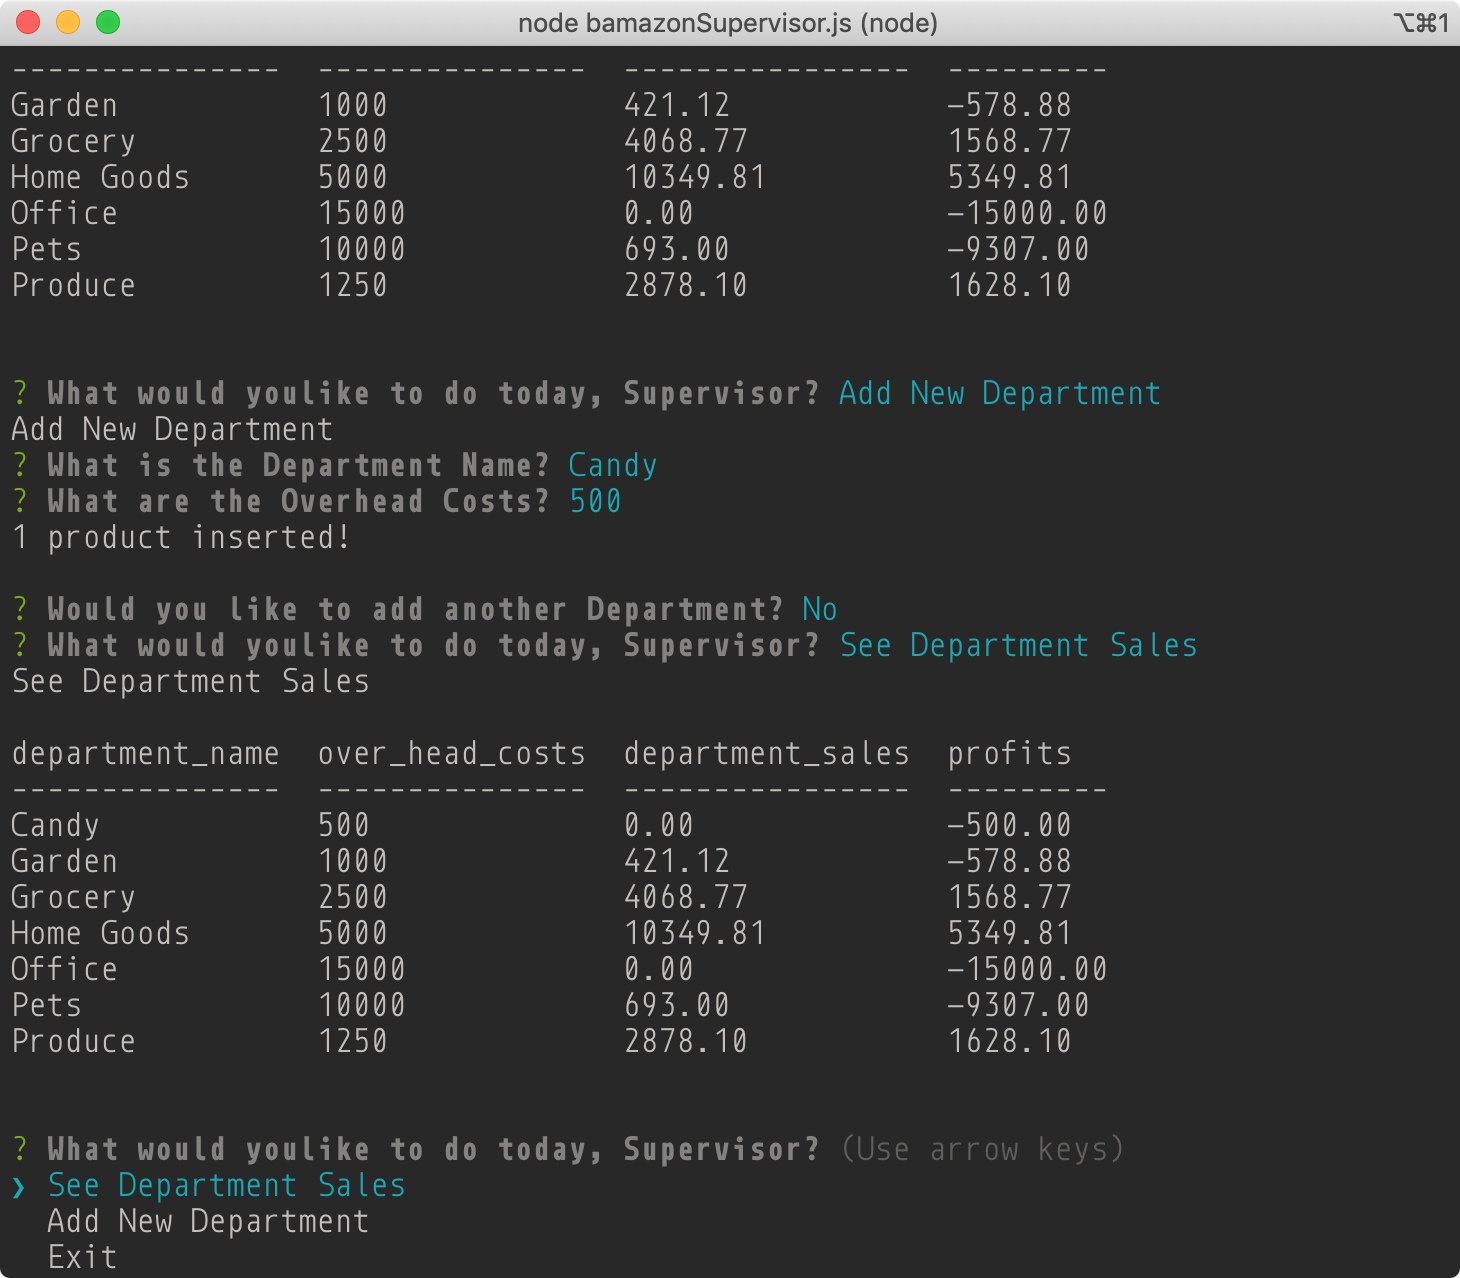 node bamazonSupervisor.js (node) ⌥⌘1
--------------- --------------- ---------------- ---------
Garden 1000 421.12 -578.88
Grocery 2500 4068.77 1568.77
Home Goods 5000 10349.81 5349.81
Office 15000 0.00 -15000.00
Pets 10000 693.00 -9307.00
Produce 1250 2878.10 1628.10
? What would youlike to do today, Supervisor? Add New Department
Add New Department
? What is the Department Name? Candy
? What are the Overhead Costs? 500
1 product inserted!
? Would you like to add another Department? No
? What would youlike to do today, Supervisor? See Department Sales
See Department Sales
department_name over_head_costs department_sales profits
--------------- --------------- ---------------- ---------
Candy 500 0.00 -500.00
Garden 1000 421.12 -578.88
Grocery 2500 4068.77 1568.77
Home Goods 5000 10349.81 5349.81
Office 15000 0.00 -15000.00
Pets 10000 693.00 -9307.00
Produce 1250 2878.10 1628.10
? What would youlike to do today, Supervisor? (Use arrow keys)
❯ See Department Sales
Add New Department
Exit